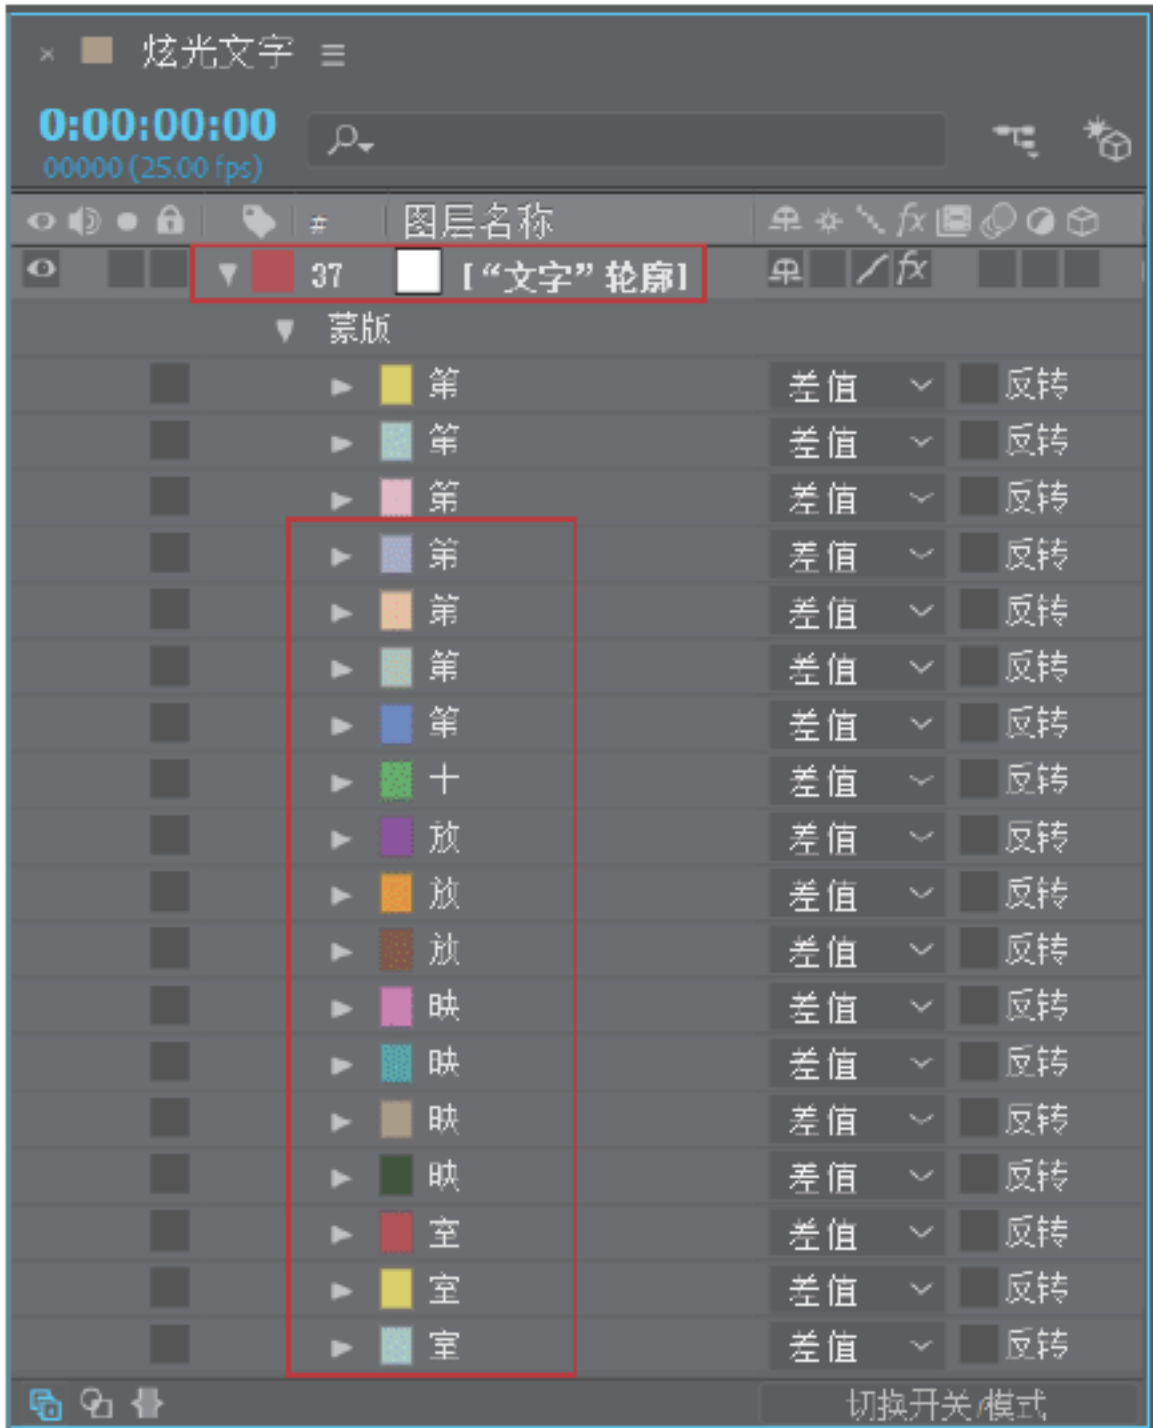 炫光文字
0:00:00:00
00000 (25.00 fps)
# 图层名称 fx
37 [“文字”轮廓] fx
蒙版
第 差值 反转
第 差值 反转
第 差值 反转
第 差值 反转
第 差值 反转
第 差值 反转
第 差值 反转
十 差值 反转
放 差值 反转
放 差值 反转
放 差值 反转
映 差值 反转
映 差值 反转
映 差值 反转
映 差值 反转
室 差值 反转
室 差值 反转
室 差值 反转
切换开关/模式